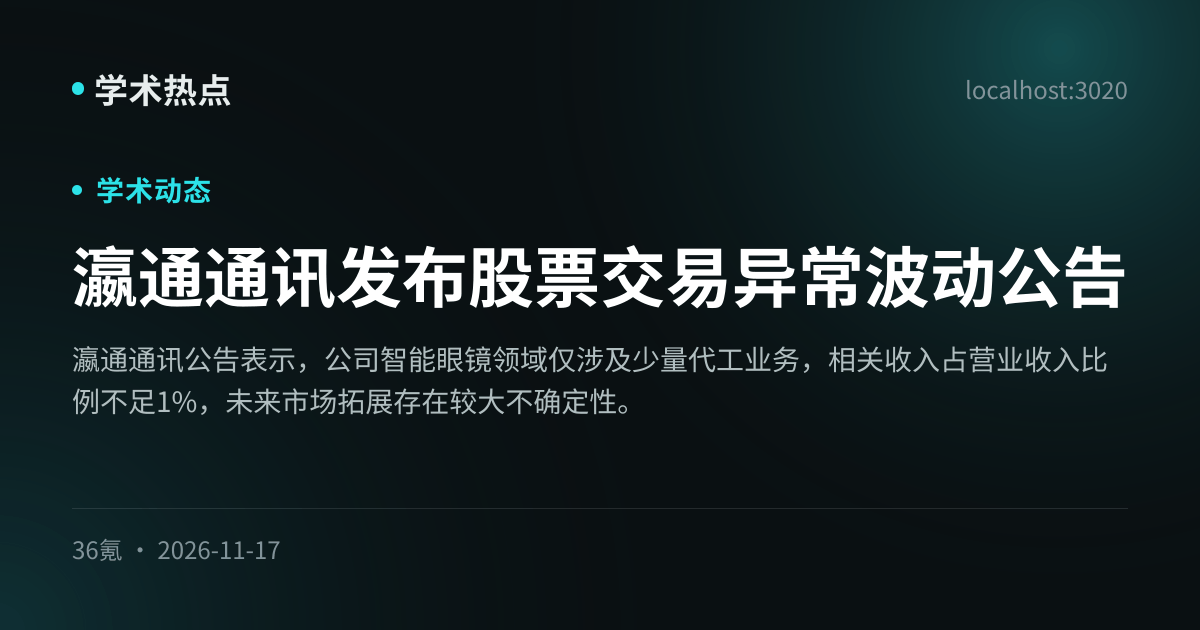 学术热点
localhost:3020
学术动态
瀛通通讯发布股票交易异常波动公告
瀛通通讯公告表示，公司智能眼镜领域仅涉及少量代工业务，相关收入占营业收入比
例不足1%，未来市场拓展存在较大不确定性。
36氪 · 2026-11-17